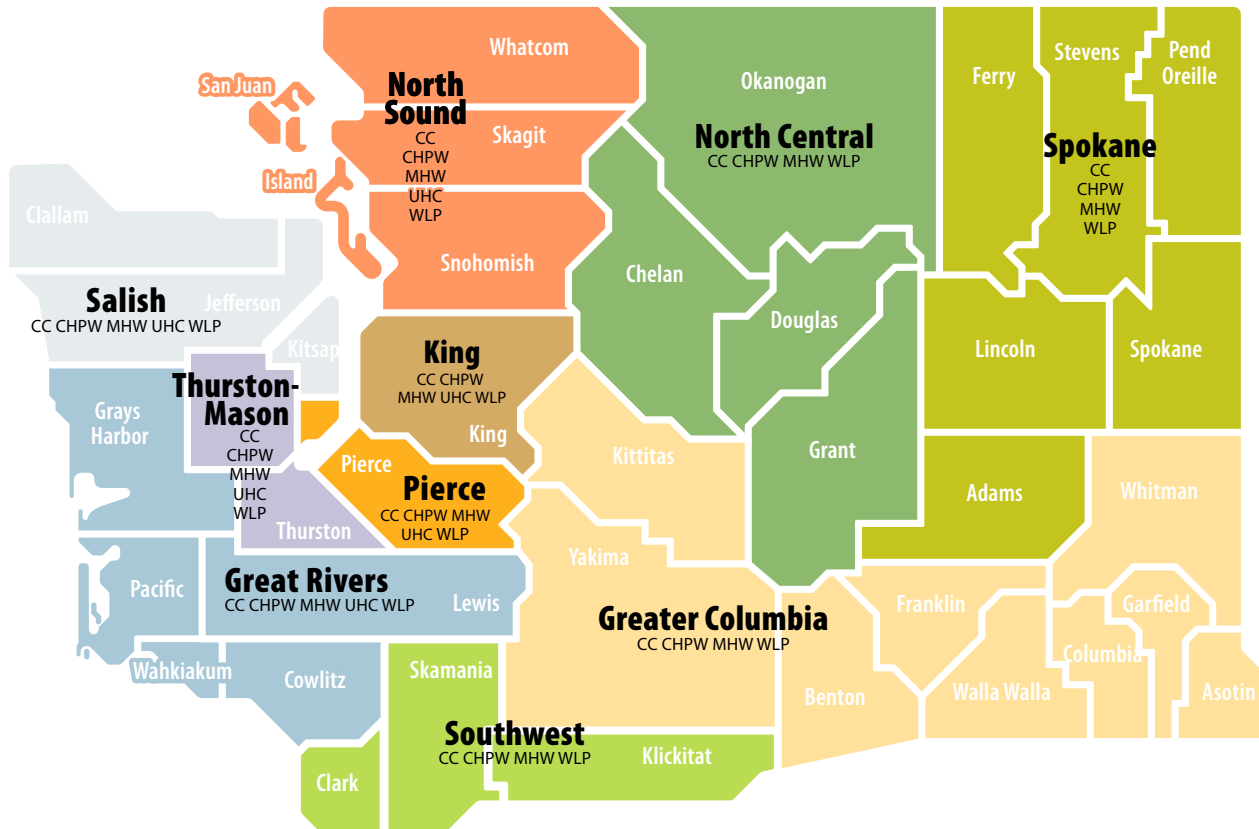 Whatcom
San Juan
North
Sound
CC
CHPW
MHW
UHC
WLP
Skagit
Island
Snohomish
Okanogan
North Central
CC CHPW MHW WLP
Chelan
Douglas
Grant
Ferry
Stevens
Pend
Oreille
Spokane
CC
CHPW
MHW
WLP
Lincoln
Spokane
Adams
Clallam
Salish
Jefferson
CC CHPW MHW UHC WLP
Kitsap
King
CC CHPW
MHW UHC WLP
King
Thurston-
Mason
CC
CHPW
MHW
UHC
WLP
Thurston
Grays
Harbor
Pierce
Pierce
CC CHPW MHW
UHC WLP
Kittitas
Yakima
Whitman
Pacific
Great Rivers
CC CHPW MHW UHC WLP
Lewis
Wahkiakum
Cowlitz
Greater Columbia
CC CHPW MHW WLP
Franklin
Garfield
Columbia
Benton
Walla Walla
Asotin
Skamania
Southwest
CC CHPW MHW WLP
Klickitat
Clark